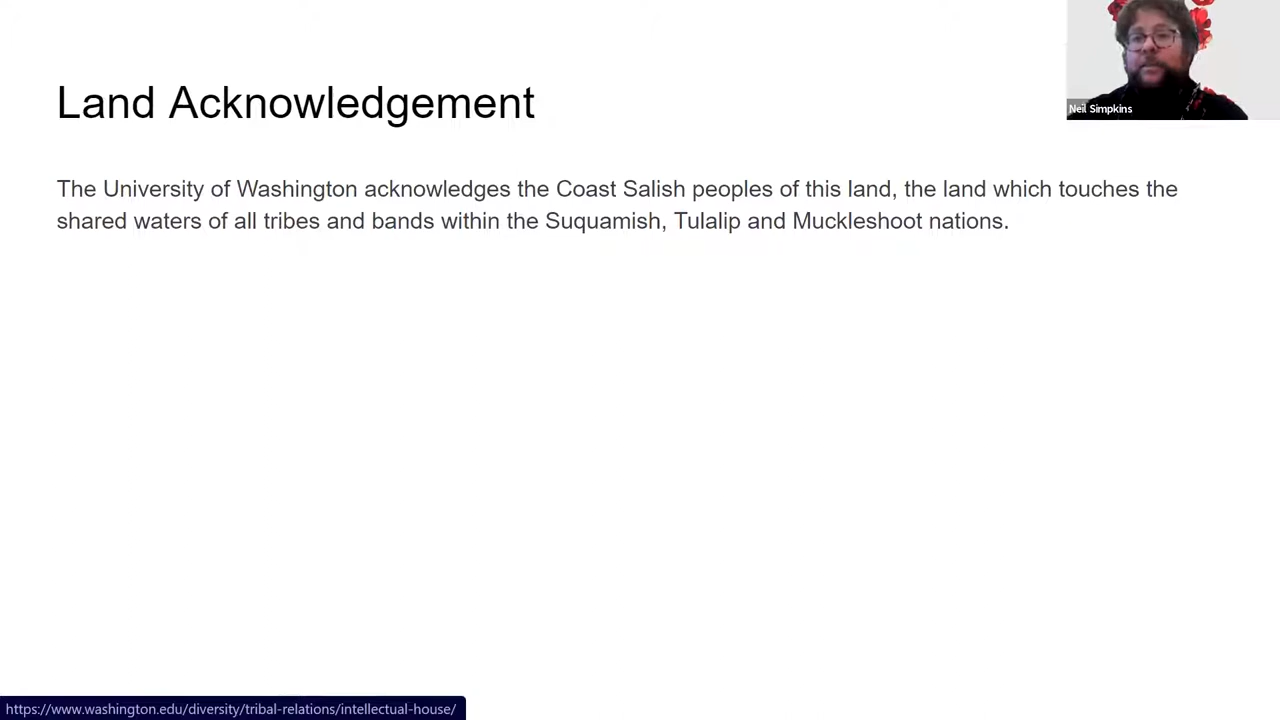 Land Acknowledgement
Neil Simpkins
The University of Washington acknowledges the Coast Salish peoples of this land, the land which touches the
shared waters of all tribes and bands within the Suquamish, Tulalip and Muckleshoot nations.
https://www.washington.edu/diversity/tribal-relations/intellectual-house/